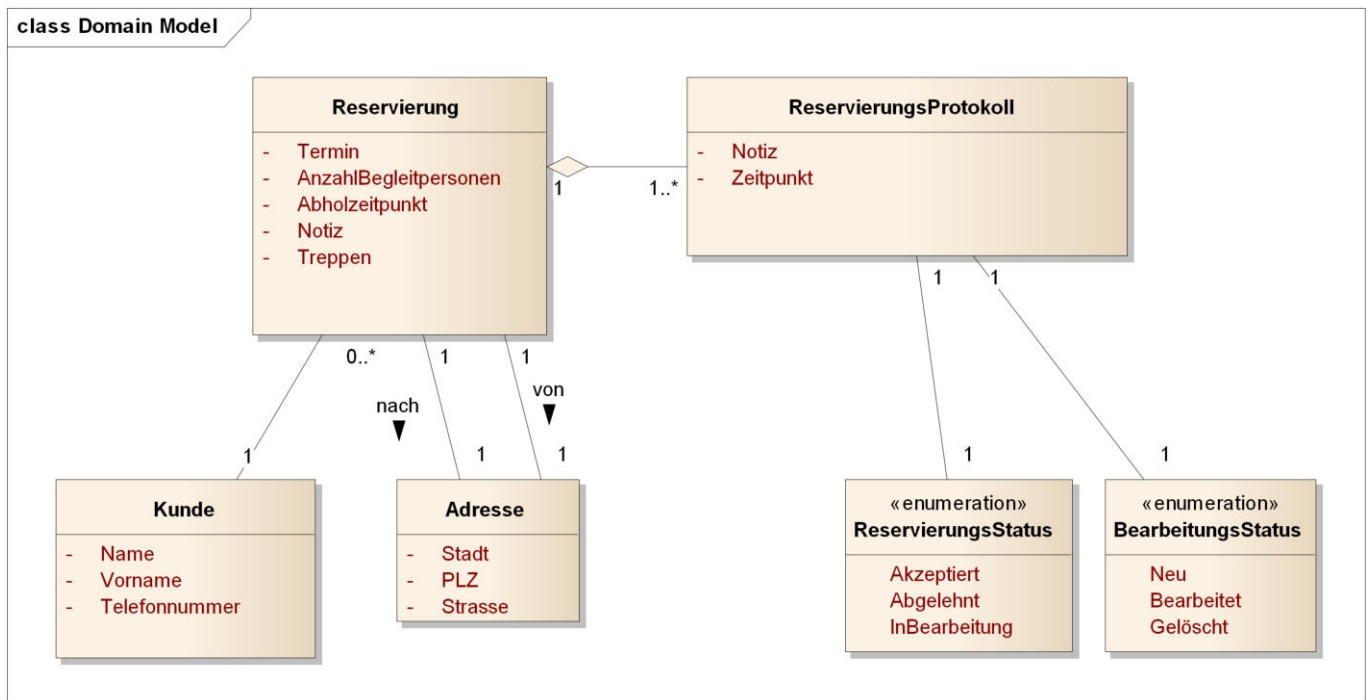 class Domain Model
Reservierung
- Termin
- AnzahlBegleitpersonen
- Abholzeitpunkt
- Notiz
- Treppen
1
1..*
ReservierungsProtokoll
- Notiz
- Zeitpunkt
0..*
1
1
1
1
nach
von
1
1
1
1
1
Kunde
- Name
- Vorname
- Telefonnummer
Adresse
- Stadt
- PLZ
- Strasse
«enumeration»
ReservierungsStatus
Akzeptiert
Abgelehnt
InBearbeitung
«enumeration»
BearbeitungsStatus
Neu
Bearbeitet
Gelöscht